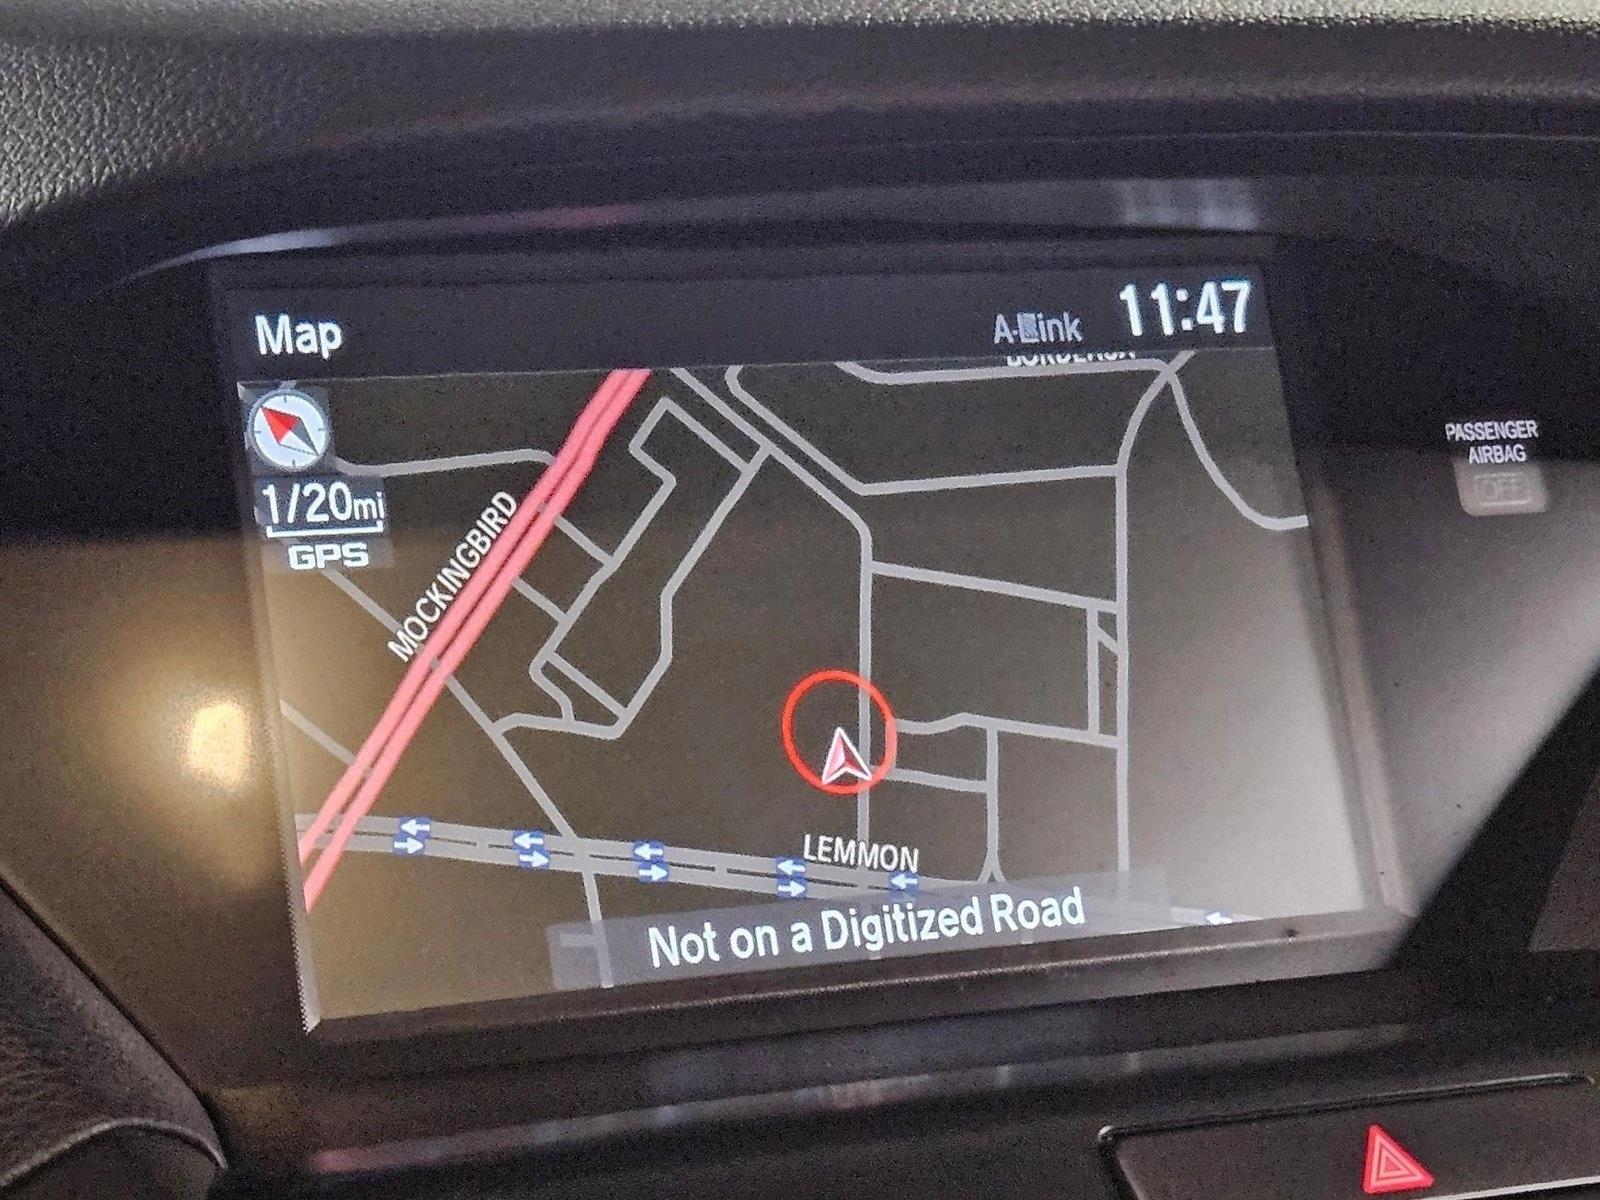 Map
A-Link
11:47
1/20mi
GPS
MOCKINGBIRD
LEMMON
Not on a Digitized Road
PASSENGER
AIRBAG
OFF